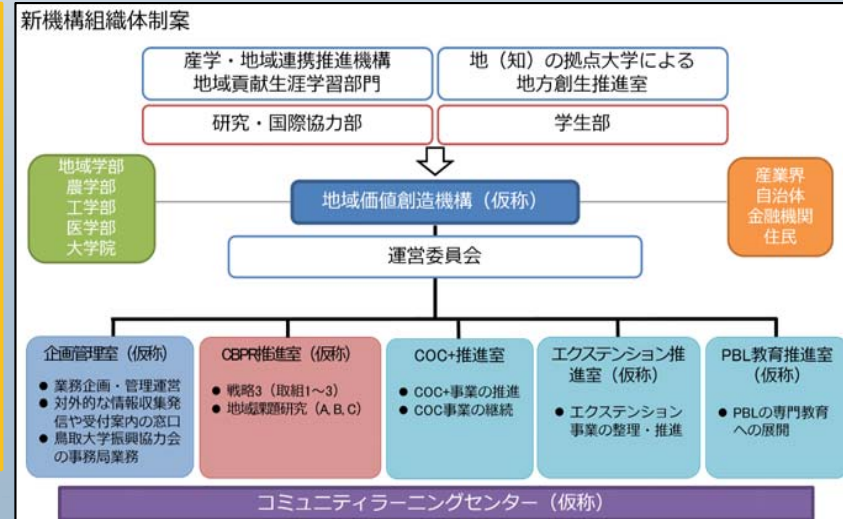 新機構組織体制案
産学・地域連携推進機構
地域貢献生涯学習部門
地（知）の拠点大学による
地方創生推進室
研究・国際協力部
学生部
地域学部
農学部
工学部
医学部
大学院
地域価値創造機構（仮称）
産業界
自治体
金融機関
住民
運営委員会
企画管理室（仮称）
● 業務企画・管理運営
● 対外的な情報収集発
信や受付案内の窓口
● 鳥取大学振興協力会
の事務局業務
CBPR推進室（仮称）
● 戦略3（取組1～3）
● 地域課題研究（A, B, C）
COC+推進室
● COC+事業の推進
● COC事業の継続
エクステンション推
進室（仮称）
● エクステンション
事業の整理・推進
PBL教育推進室
（仮称）
● PBLの専門教育
への展開
コミュニティラーニングセンター（仮称）